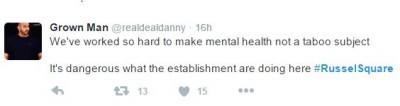 Grown Man @realdealdanny · 16h
We've worked so hard to make mental health not a taboo subject
It's dangerous what the establishment are doing here #RusselSquare
13 15